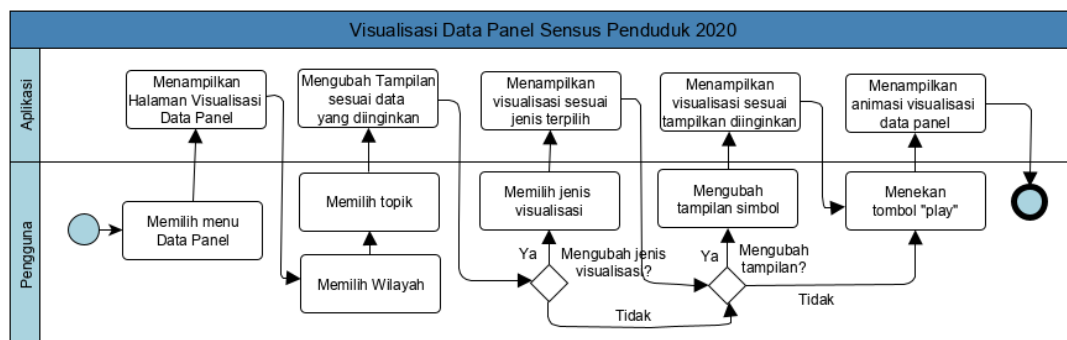 Visualisasi Data Panel Sensus Penduduk 2020
Aplikasi
Menampilkan
Halaman Visualisasi
Data Panel
Mengubah Tampilan
sesuai data
yang diinginkan
Menampilkan
visualisasi sesuai
jenis terpilih
Menampilkan
visualisasi sesuai
tampilkan diinginkan
Menampilkan
animasi visualisasi
data panel
Pengguna
Memilih menu
Data Panel
Memilih topik
Memilih Wilayah
Memilih jenis
visualisasi
Ya
Mengubah jenis
visualisasi?
Tidak
Mengubah
tampilan simbol
Ya
Mengubah
tampilan?
Tidak
Menekan
tombol "play"